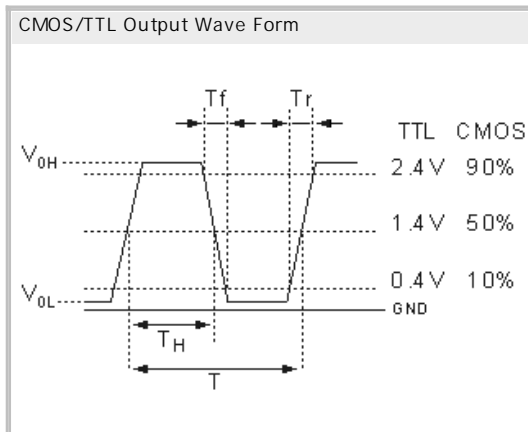 CMOS/TTL Output Wave Form
Tf Tr
TTL CMOS
V0H 2.4V 90%
1.4V 50%
0.4V 10%
V0L GND
TH
T